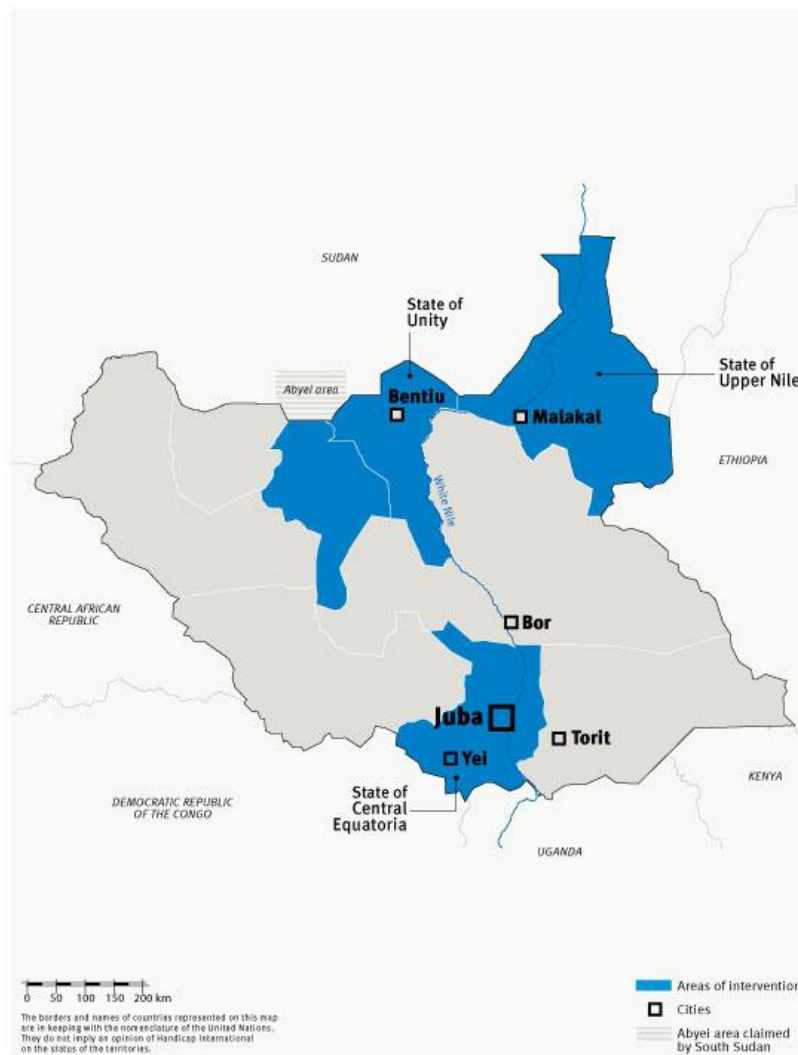 SUDAN
State of
Unity
State of
Upper Nile
Abyei area
Bentiu
Malakal
ETHIOPIA
White Nile
CENTRAL AFRICAN
REPUBLIC
Bor
Juba
Torit
Yei
KENYA
State of
Central
Equatoria
DEMOCRATIC REPUBLIC
OF THE CONGO
UGANDA
0 50 100 150 200 km
The borders and names of countries represented on this map
are in keeping with the nomenclature of the United Nations.
They do not imply an opinion of Handicap International
on the status of the territories.
Areas of intervention
Cities
Abyei area claimed
by South Sudan